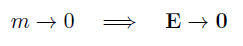 m → 0 ⟹ E → 0